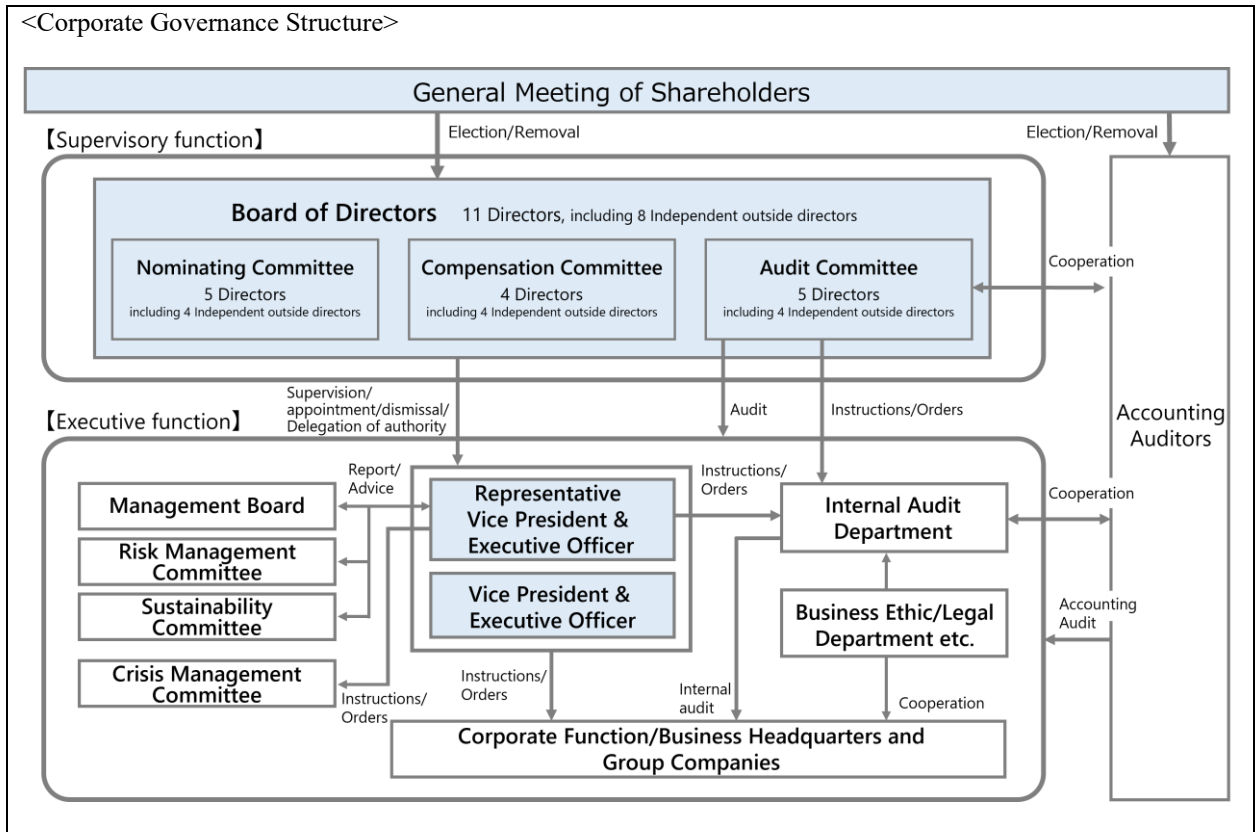 <Corporate Governance Structure>
General Meeting of Shareholders
【Supervisory function】
Election/Removal
Election/Removal
Board of Directors 11 Directors, including 8 Independent outside directors
Nominating Committee
5 Directors
including 4 Independent outside directors
Compensation Committee
4 Directors
including 4 Independent outside directors
Audit Committee
5 Directors
including 4 Independent outside directors
Cooperation
Supervision/
appointment/dismissal/
Delegation of authority
Audit
Instructions/Orders
Accounting
Auditors
【Executive function】
Management Board
Risk Management
Committee
Sustainability
Committee
Crisis Management
Committee
Report/
Advice
Instructions/
Orders
Representative
Vice President &
Executive Officer
Vice President &
Executive Officer
Instructions/
Orders
Internal Audit
Department
Cooperation
Business Ethic/Legal
Department etc.
Accounting
Audit
Instructions/
Orders
Internal
audit
Cooperation
Corporate Function/Business Headquarters and
Group Companies